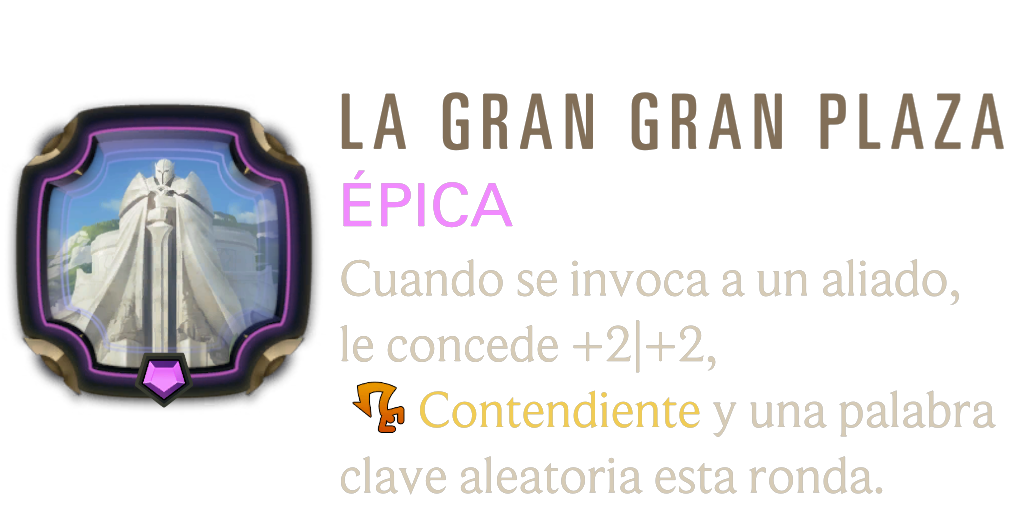 LA GRAN GRAN PLAZA
ÉPICA
Cuando se invoca a un aliado,
le concede +2|+2,
Contendiente y una palabra
clave aleatoria esta ronda.